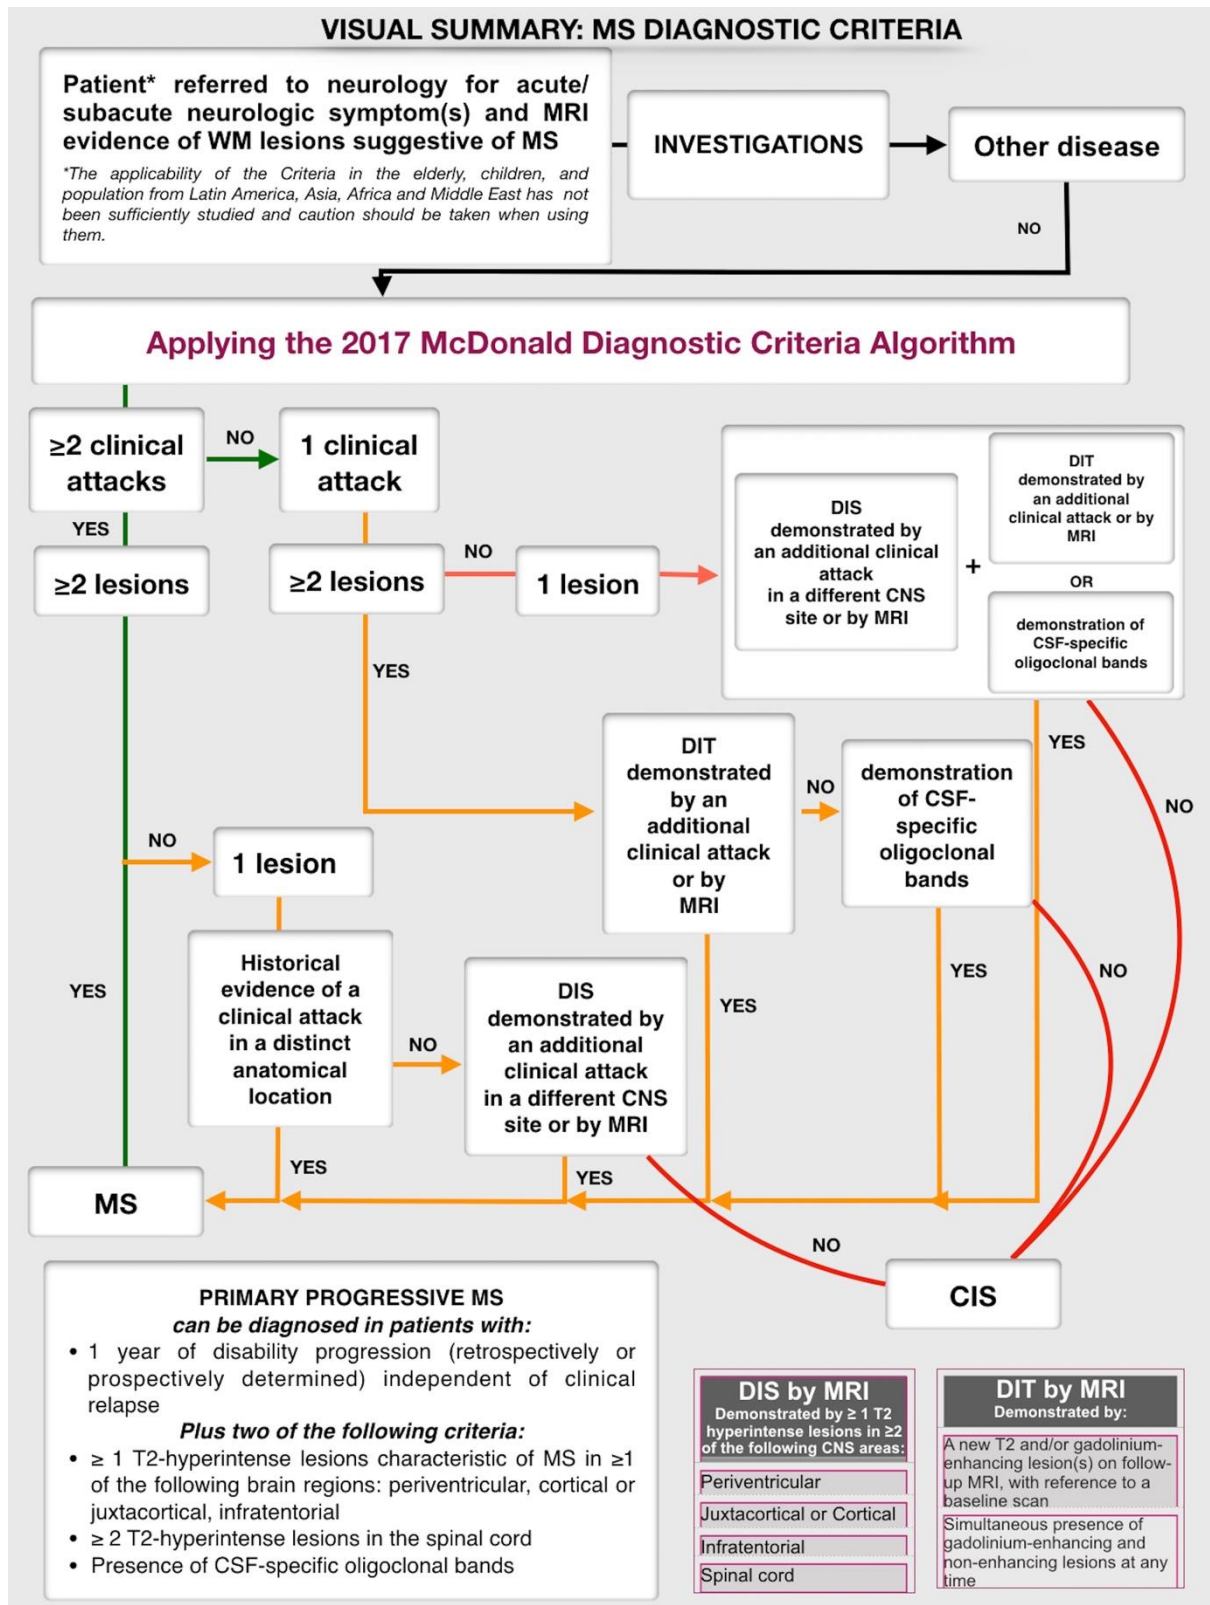 VISUAL SUMMARY: MS DIAGNOSTIC CRITERIA
Patient* referred to neurology for acute/
subacute neurologic symptom(s) and MRI
evidence of WM lesions suggestive of MS
*The applicability of the Criteria in the elderly, children, and
population from Latin America, Asia, Africa and Middle East has not
been sufficiently studied and caution should be taken when using
them.
INVESTIGATIONS
Other disease
NO
Applying the 2017 McDonald Diagnostic Criteria Algorithm
≥2 clinical
attacks
NO
1 clinical
attack
YES
≥2 lesions
≥2 lesions
NO
1 lesion
DIS
demonstrated by
an additional clinical
attack
in a different CNS
site or by MRI
+
DIT
demonstrated by
an additional
clinical attack or by
MRI
OR
demonstration of
CSF-specific
oligoclonal bands
YES
DIT
demonstrated
by an
additional
clinical attack
or by
MRI
NO
demonstration
of CSF-
specific
oligoclonal
bands
YES
NO
NO
1 lesion
Historical
evidence of a
clinical attack
in a distinct
anatomical
location
NO
DIS
demonstrated by
an additional
clinical attack
in a different CNS
site or by MRI
YES
YES
YES
NO
YES
YES
MS
NO
CIS
PRIMARY PROGRESSIVE MS
can be diagnosed in patients with:
• 1 year of disability progression (retrospectively or
prospectively determined) independent of clinical
relapse
Plus two of the following criteria:
• ≥ 1 T2-hyperintense lesions characteristic of MS in ≥1
of the following brain regions: periventricular, cortical or
juxtacortical, infratentorial
• ≥ 2 T2-hyperintense lesions in the spinal cord
• Presence of CSF-specific oligoclonal bands
DIS by MRI
Demonstrated by ≥ 1 T2
hyperintense lesions in ≥2
of the following CNS areas:
Periventricular
Juxtacortical or Cortical
Infratentorial
Spinal cord
DIT by MRI
Demonstrated by:
A new T2 and/or gadolinium-
enhancing lesion(s) on follow-
up MRI, with reference to a
baseline scan
Simultaneous presence of
gadolinium-enhancing and
non-enhancing lesions at any
time